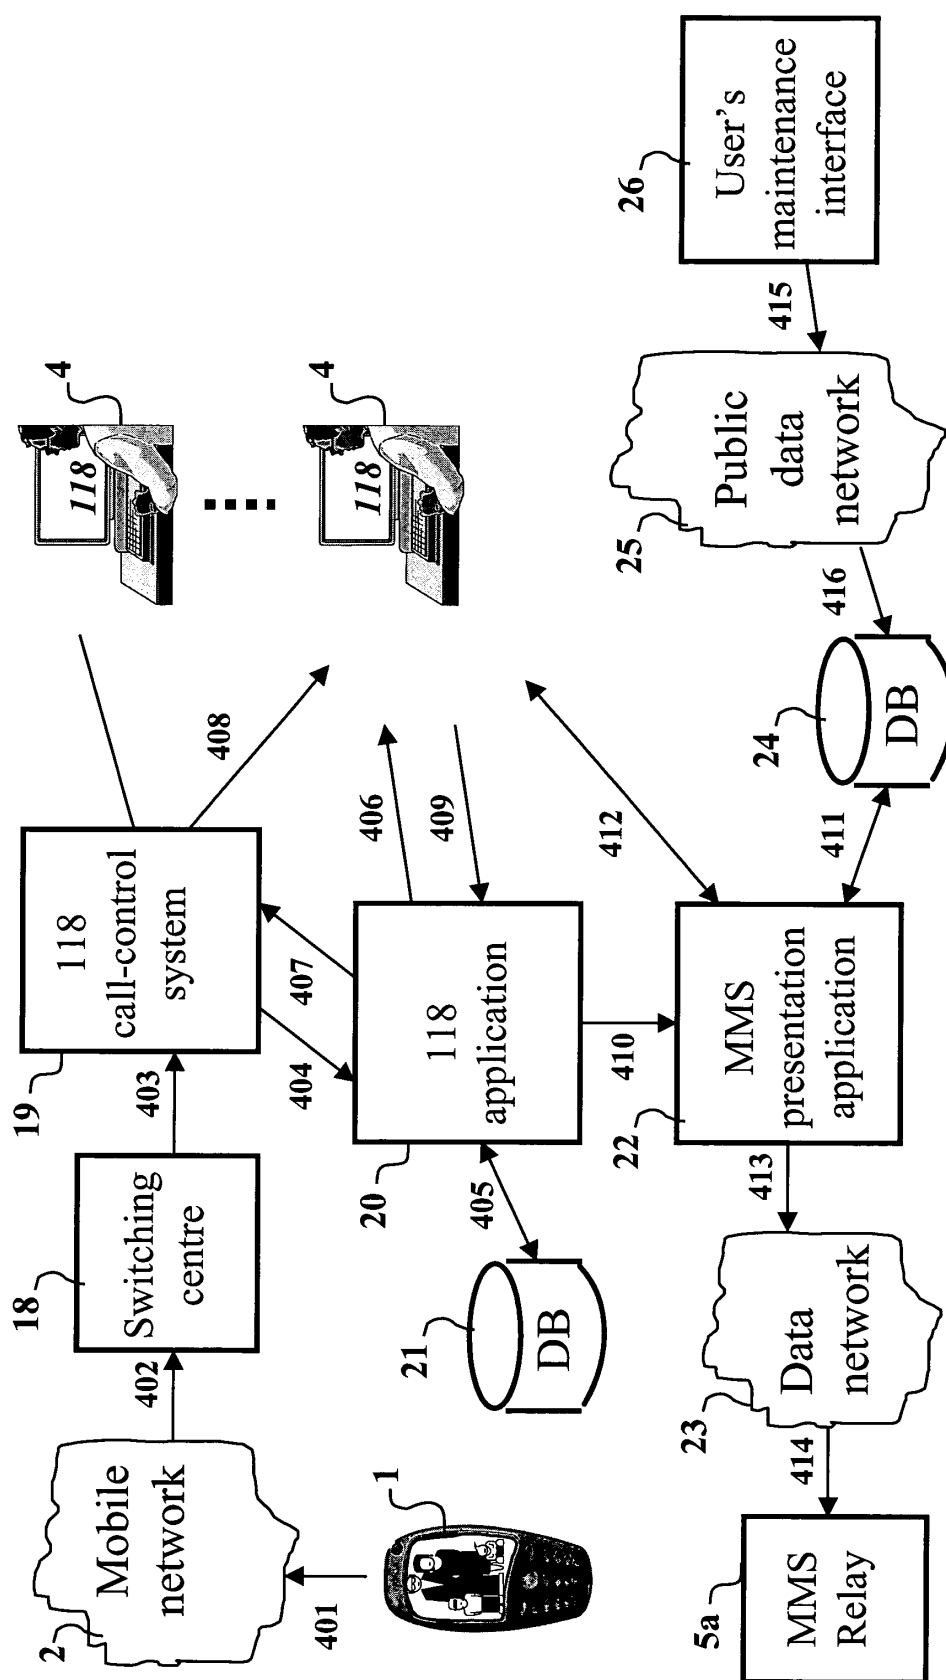 2
Mobile
network
402
18
Switching
centre
403
19
118
call-control
system
408
118
4
401
1
404
407
406
409
118
4
20
118
application
405
21
DB
410
412
5a
MMS
Relay
414
23
Data
network
413
22
MMS
presentation
application
411
24
DB
416
25
Public
data
network
415
26
User's
maintenance
interface